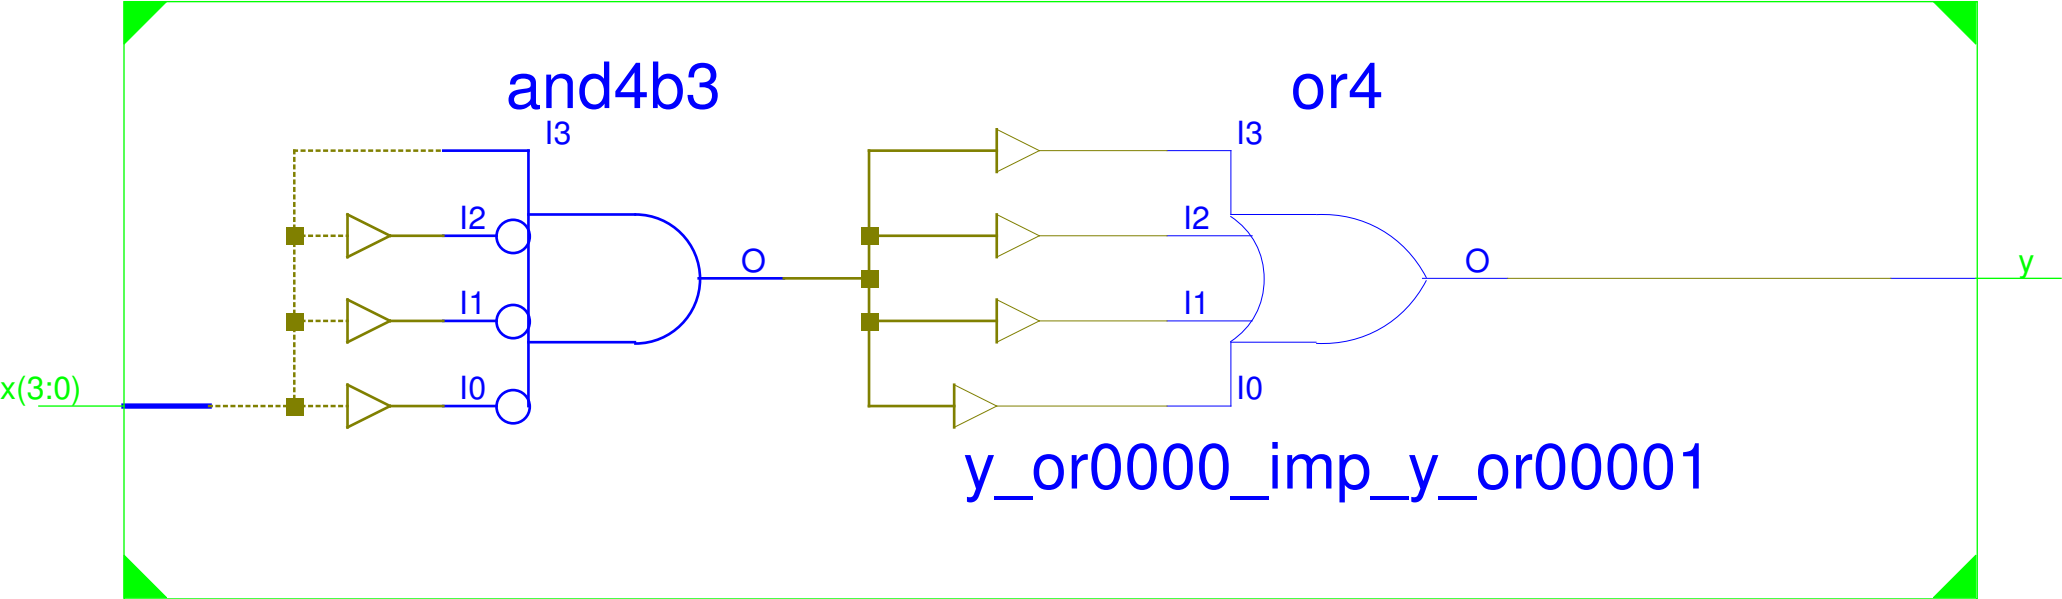 and4b3
or4
I3
I3
I2
I2
O
O
y
I1
I1
x(3:0)
I0
I0
y_or0000_imp_y_or00001